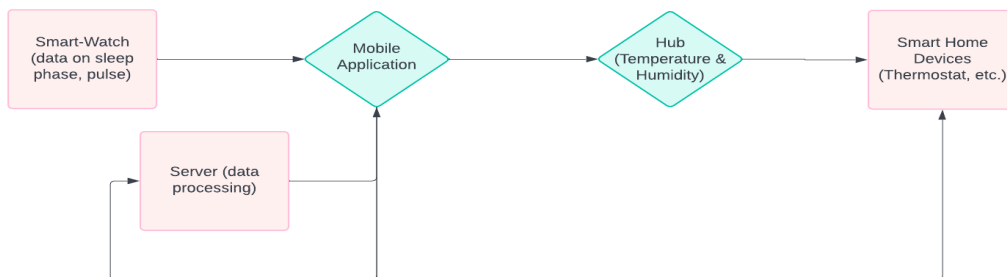 Smart-Watch
(data on sleep
phase, pulse)
Mobile
Application
Hub
(Temperature &
Humidity)
Smart Home
Devices
(Thermostat, etc.)
Server (data
processing)